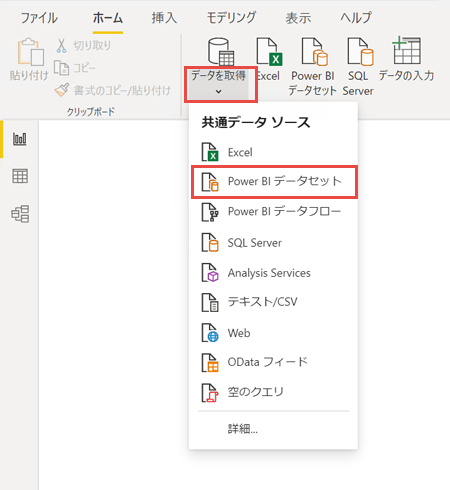 ファイル ホーム 挿入 モデリング 表示 ヘルプ
貼り付け
切り取り
コピー
書式のコピー/貼り付け
クリップボード
データを取得
Excel
Power BI
データセット
SQL
Server
データの入力
共通データ ソース
Excel
Power BI データセット
Power BI データフロー
SQL Server
Analysis Services
テキスト/CSV
Web
OData フィード
空のクエリ
詳細...